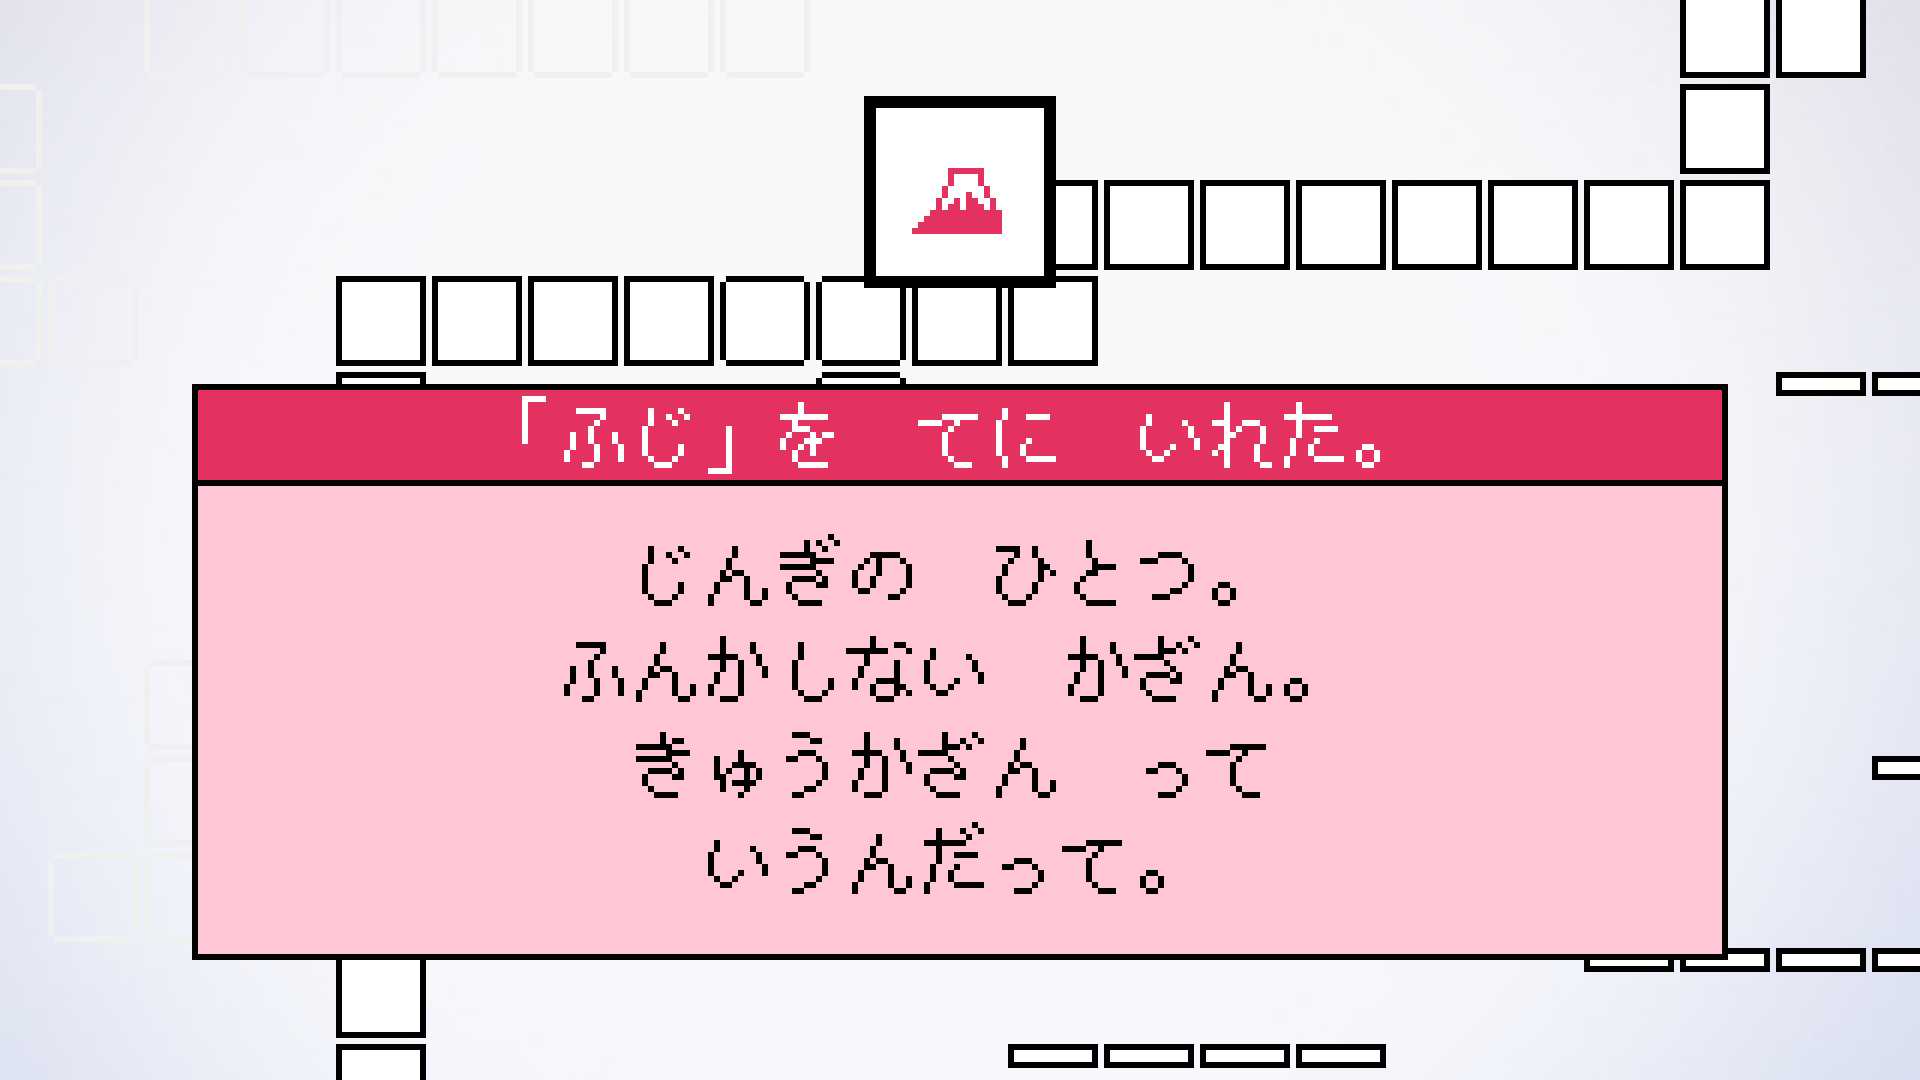 「ふじ」を　てに　いれた。
じんぎの　ひとつ。
ふんかしない　かざん。
きゅうかざん　って
いうんだって。